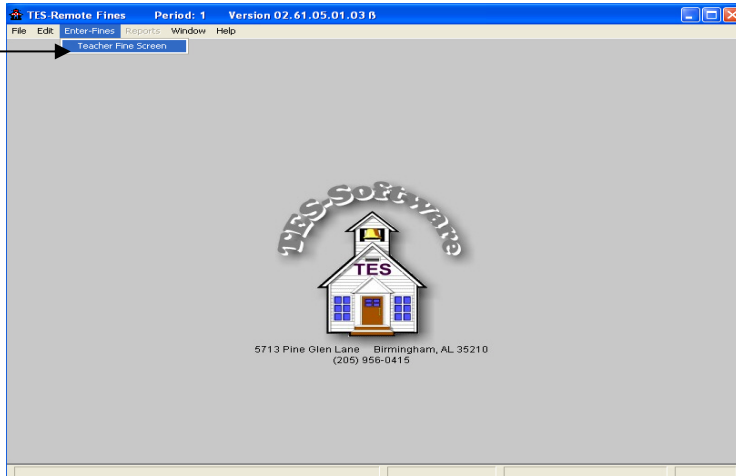 TES-Remote Fines Period: 1 Version 02.61.05.01.03 ß
File Edit Enter-Fines Reports Window Help
Teacher Fine Screen
TES-Software
TES
5713 Pine Glen Lane Birmingham, AL 35210
(205) 956-0415